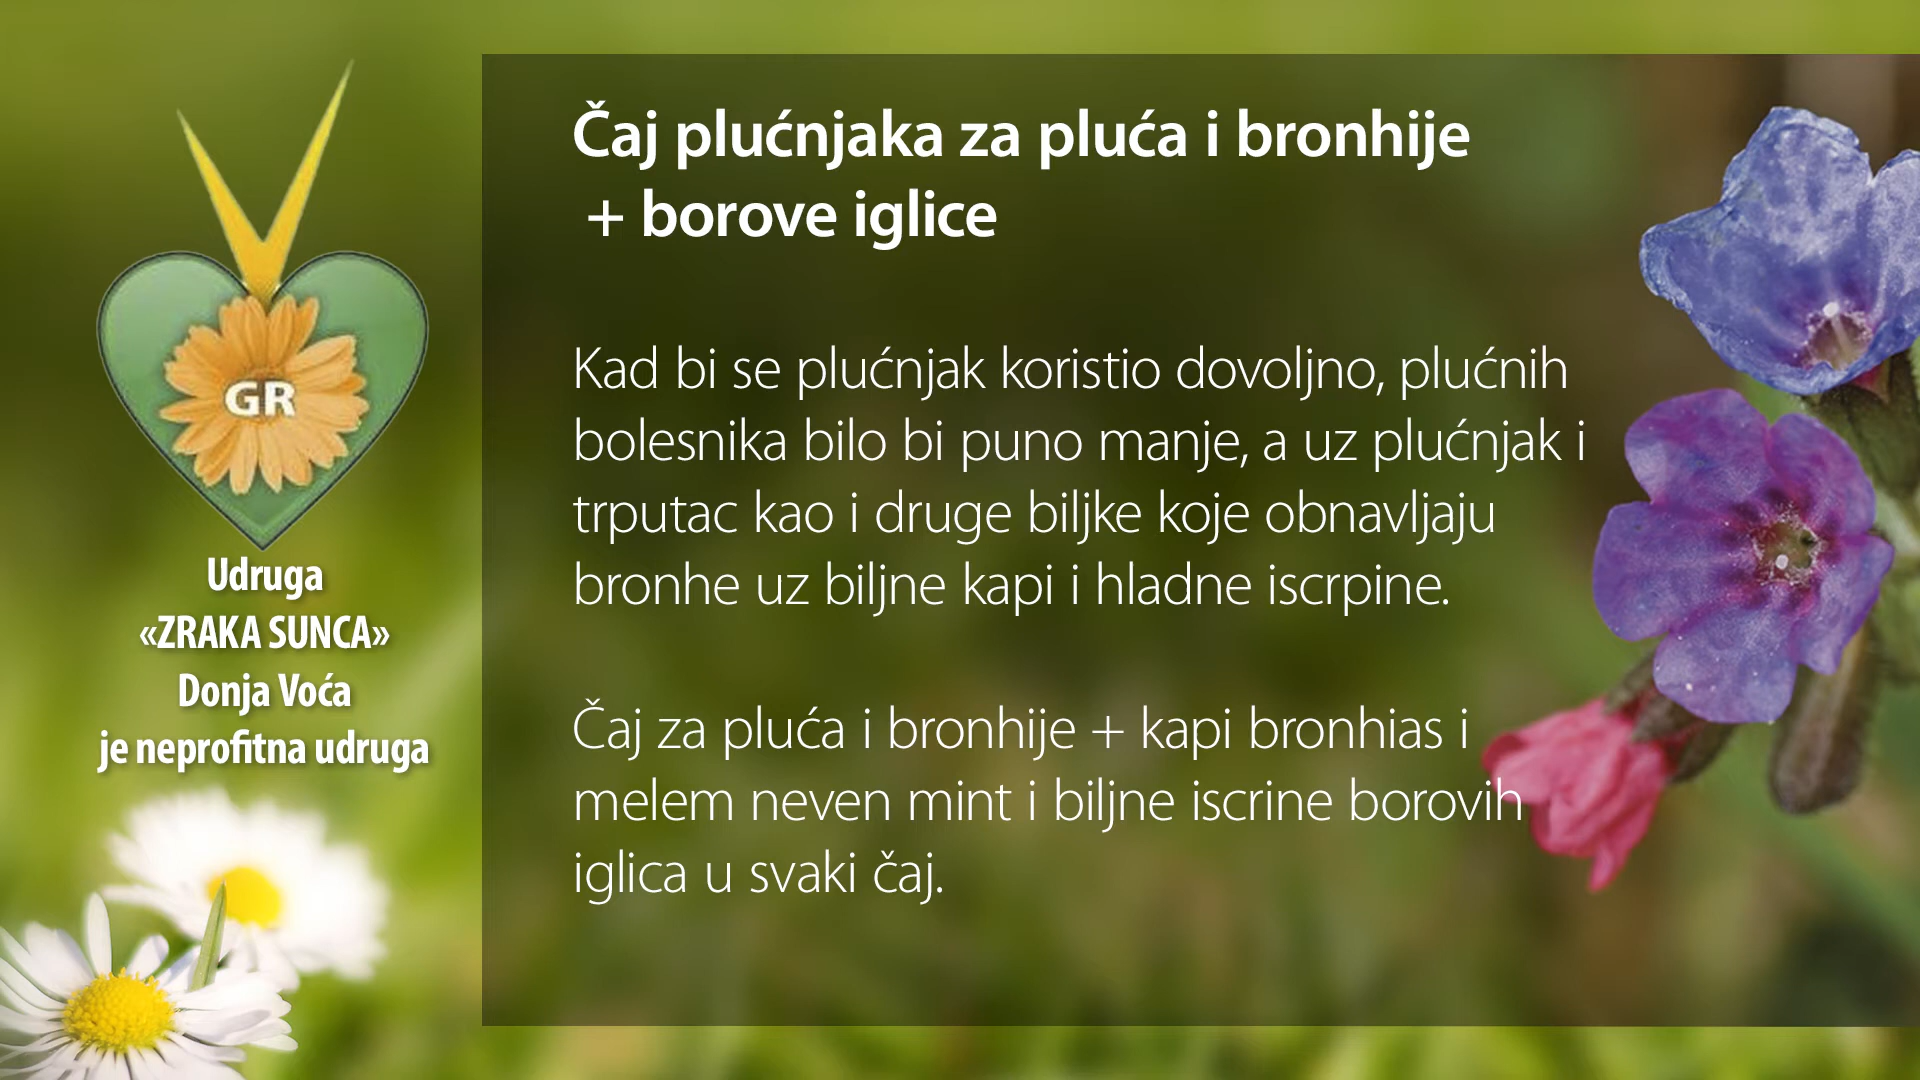 GR
Udruga
«ZRAKA SUNCA»
Donja Voća
je neprofitna udruga
Čaj plućnjaka za pluća i bronhije
+ borove iglice
Kad bi se plućnjak koristio dovoljno, plućnih
bolesnika bilo bi puno manje, a uz plućnjak i
trputac kao i druge biljke koje obnavljaju
bronhe uz biljne kapi i hladne iscrpine.
Čaj za pluća i bronhije + kapi bronhias i
melem neven mint i biljne iscrine borovih
iglica u svaki čaj.